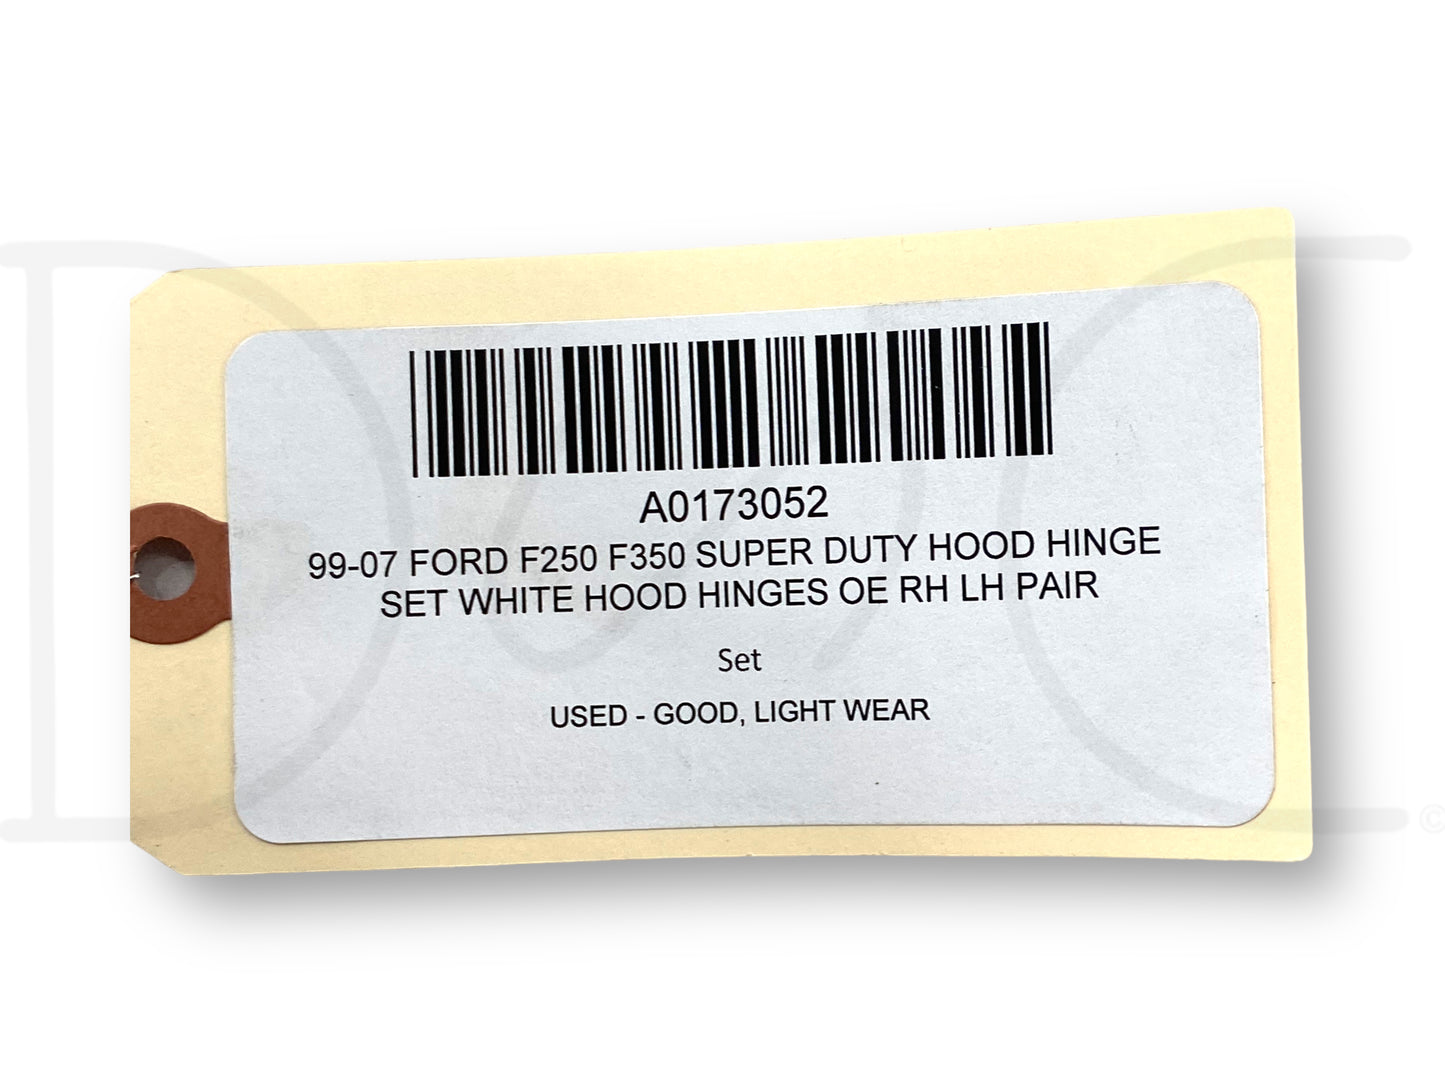 A0173052
99-07 FORD F250 F350 SUPER DUTY HOOD HINGE
SET WHITE HOOD HINGES OE RH LH PAIR
Set
USED - GOOD, LIGHT WEAR